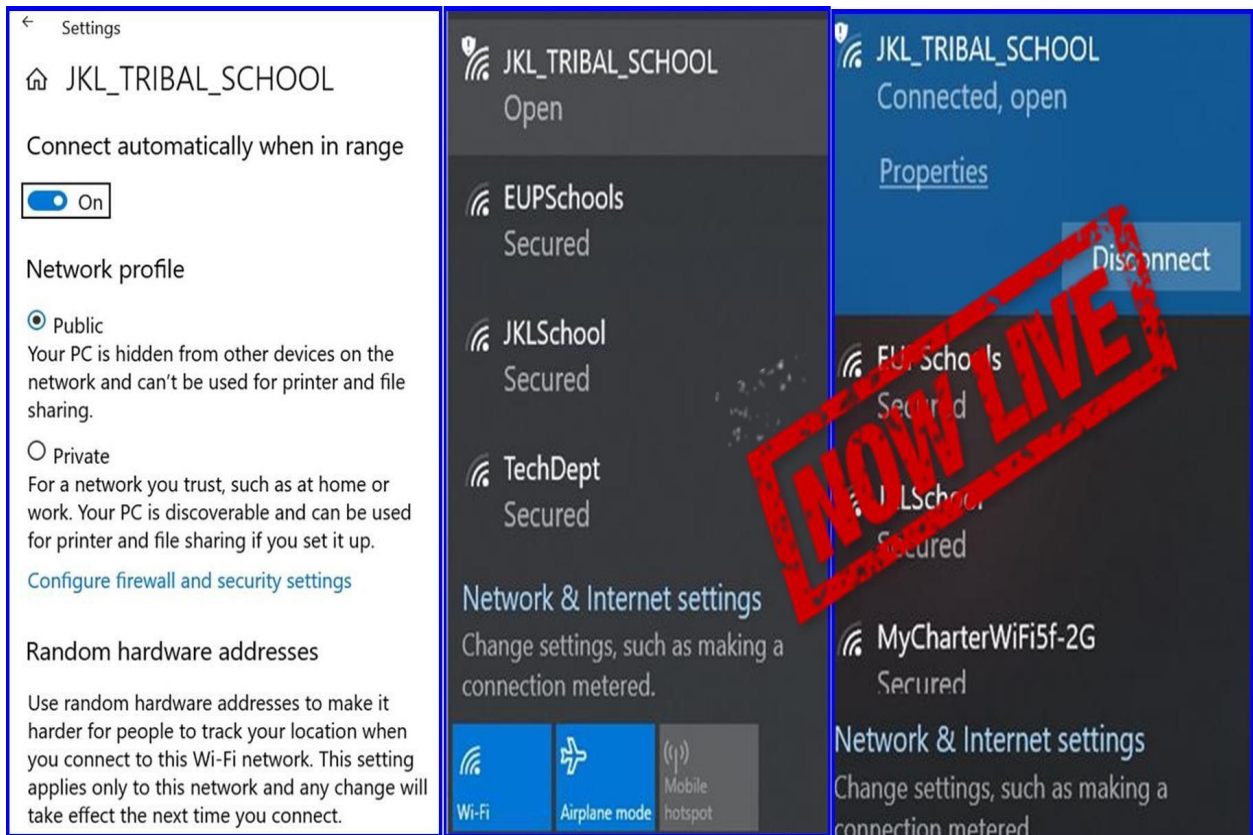 Settings
JKL_TRIBAL_SCHOOL
Connect automatically when in range
On
Network profile
Public
Your PC is hidden from other devices on the
network and can't be used for printer and file
sharing.
Private
For a network you trust, such as at home or
work. Your PC is discoverable and can be used
for printer and file sharing if you set it up.
Configure firewall and security settings
Random hardware addresses
Use random hardware addresses to make it
harder for people to track your location when
you connect to this Wi-Fi network. This setting
applies only to this network and any change will
take effect the next time you connect.
JKL_TRIBAL_SCHOOL
Open
EUPSchools
Secured
JKLSchool
Secured
TechDept
Secured
Network & Internet settings
Change settings, such as making a
connection metered.
Wi-Fi
Airplane mode
Mobile
hotspot
JKL_TRIBAL_SCHOOL
Connected, open
Properties
Disconnect
EUPSchools
Secured
NOW LIVE
JKLSchool
Secured
MyCharterWiFi5f-2G
Secured
Network & Internet settings
Change settings, such as making a
connection metered